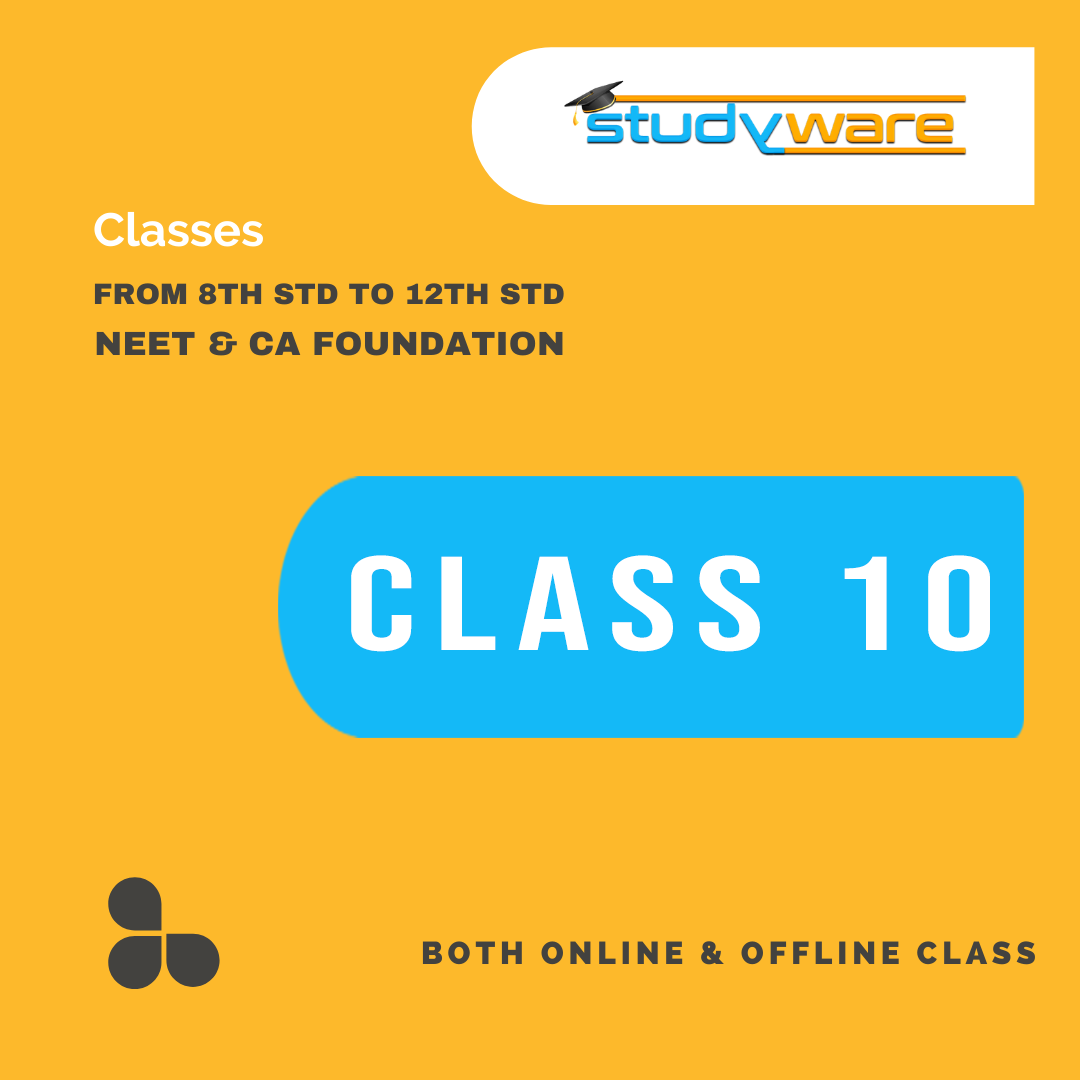 studyware
Classes
FROM 8TH STD TO 12TH STD
NEET & CA FOUNDATION
CLASS 10
BOTH ONLINE & OFFLINE CLASS